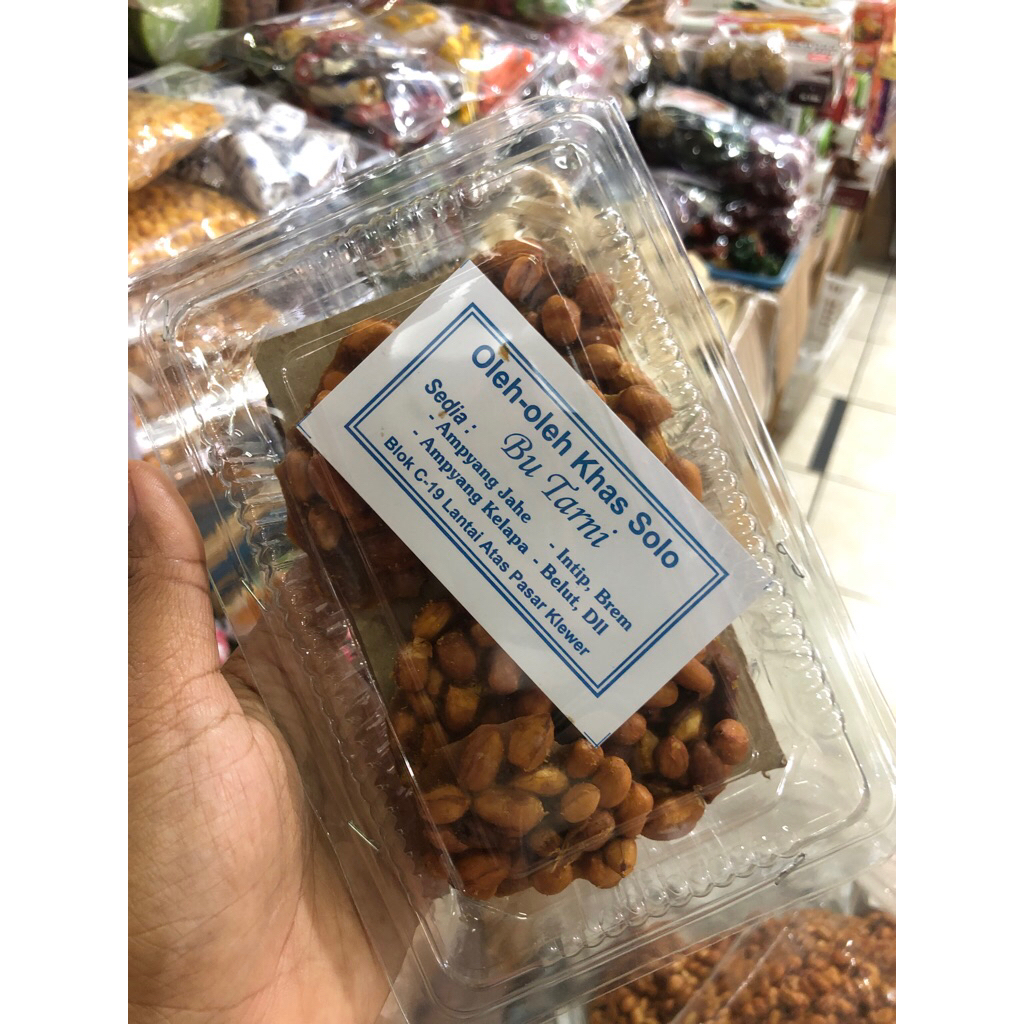 Oleh-oleh Khas Solo
Bu Tarni
Sedia :
- Ampyang Jahe - Intip, Brem
- Ampyang Kelapa - Belut, Dll
Blok C-19 Lantai Atas Pasar Klewer